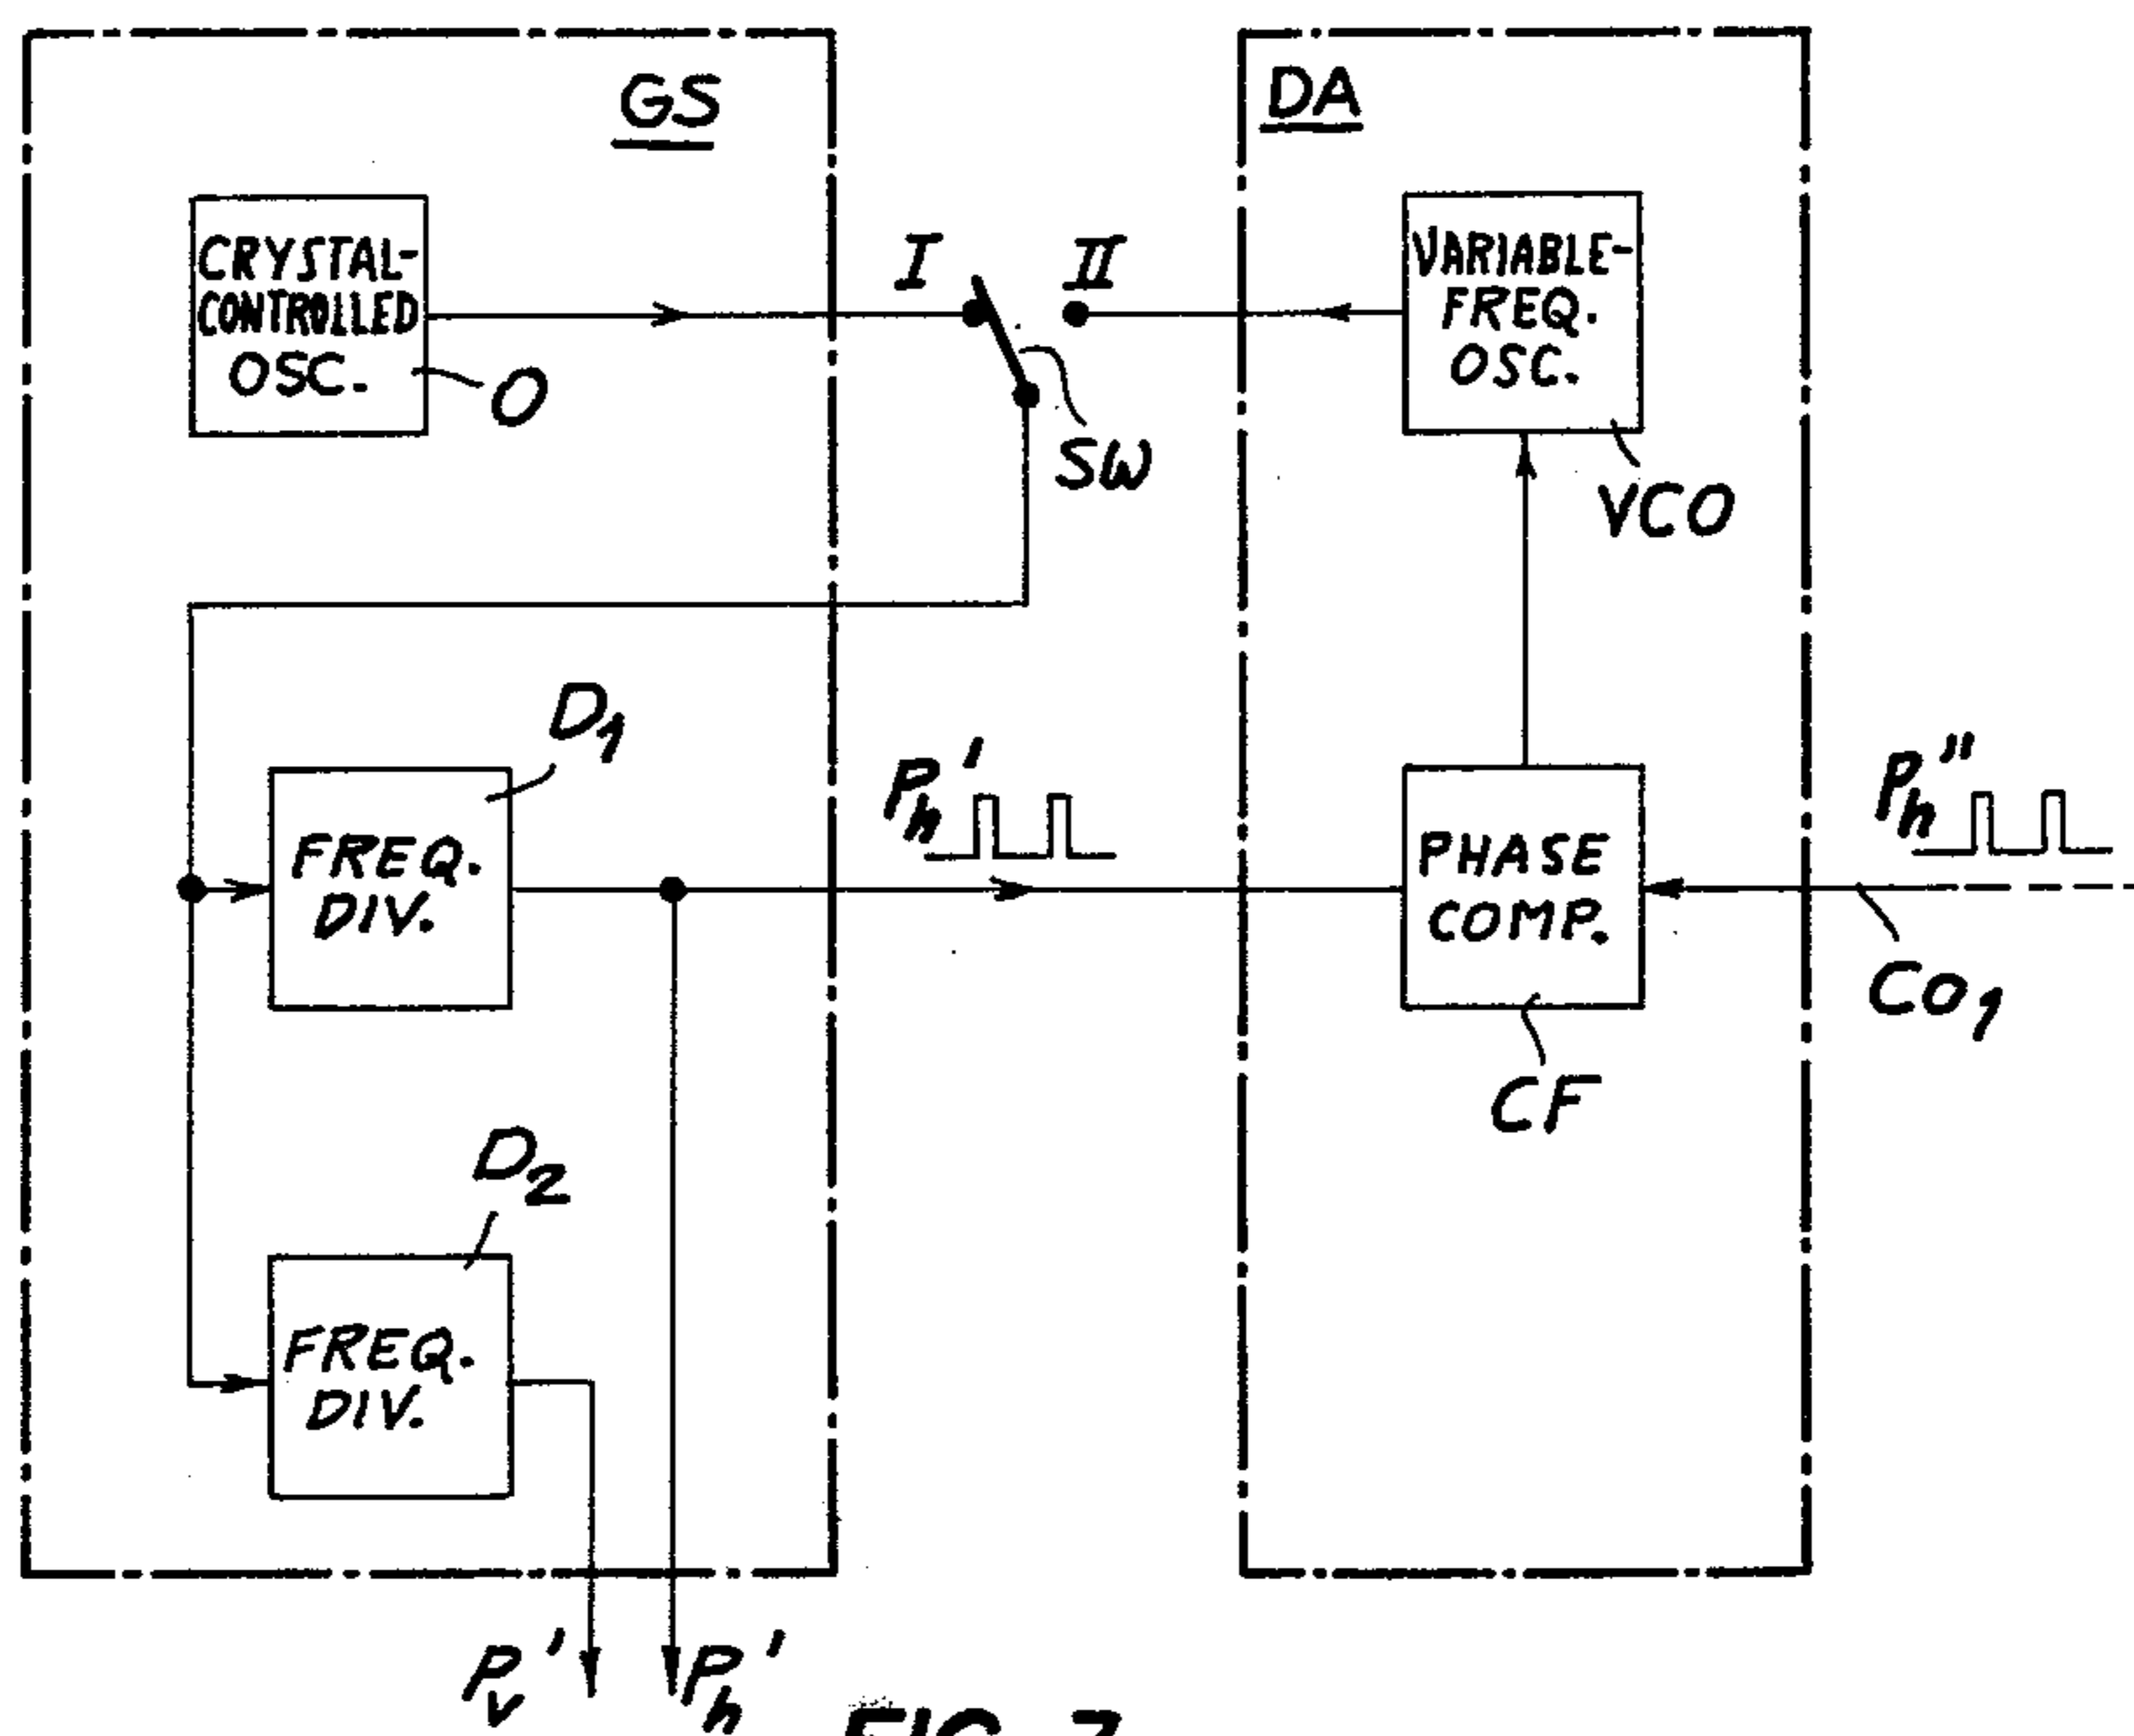 GS
DA
CRYSTAL-
CONTROLLED
OSC.
O
I
II
SW
VARIABLE-
FREQ.
OSC.
VCO
D1
FREQ.
DIV.
Ph'
PHASE
COMP.
Ph"
CO1
CF
D2
FREQ.
DIV.
Pv'
Ph'